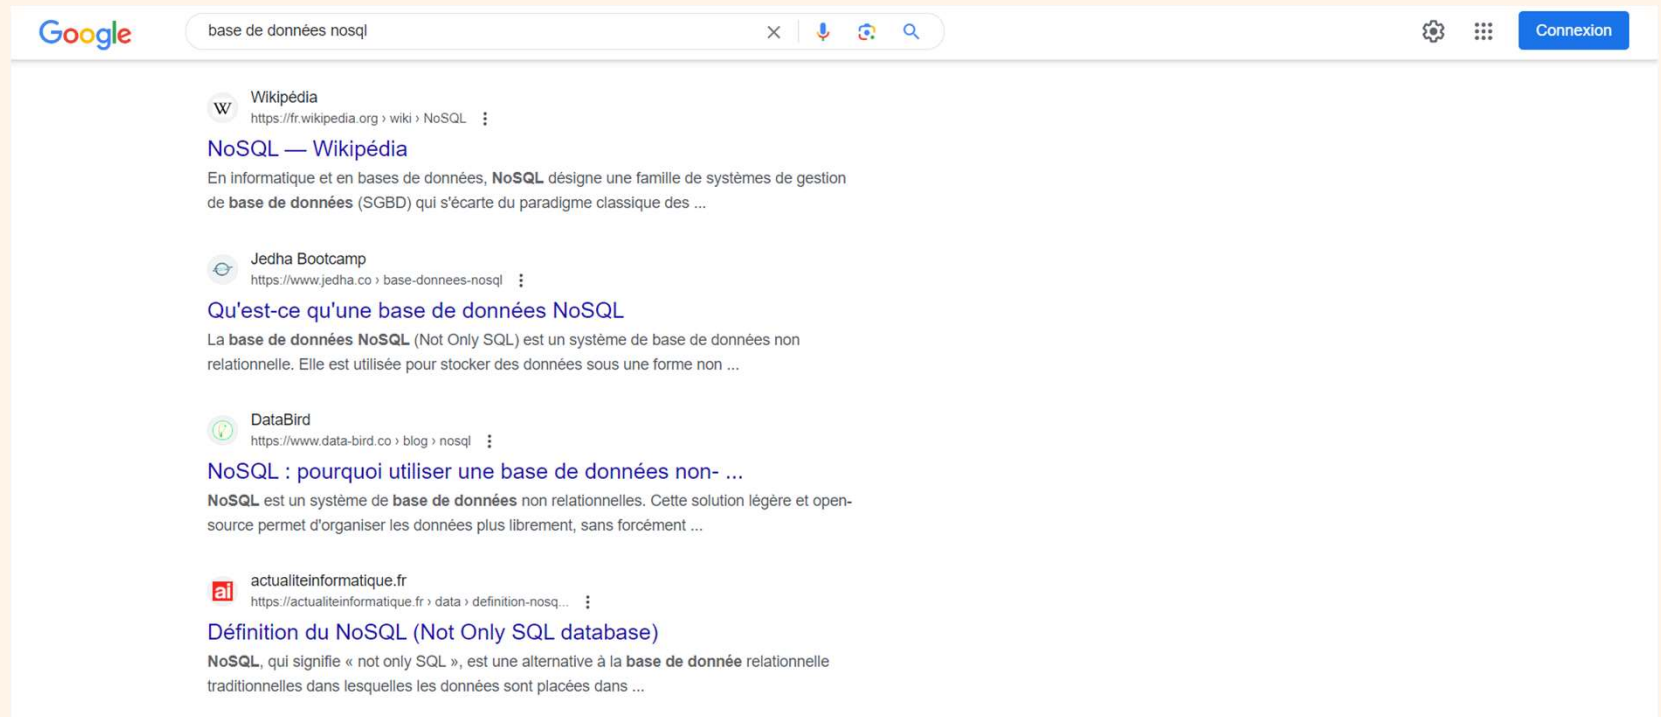 Google
base de données nosql
Connexion
W
Wikipédia
https://fr.wikipedia.org › wiki › NoSQL
NoSQL — Wikipédia
En informatique et en bases de données, NoSQL désigne une famille de systèmes de gestion
de base de données (SGBD) qui s'écarte du paradigme classique des ...
Jedha Bootcamp
https://www.jedha.co › base-donnees-nosql
Qu'est-ce qu'une base de données NoSQL
La base de données NoSQL (Not Only SQL) est un système de base de données non
relationnelle. Elle est utilisée pour stocker des données sous une forme non ...
DataBird
https://www.data-bird.co › blog › nosql
NoSQL : pourquoi utiliser une base de données non- ...
NoSQL est un système de base de données non relationnelles. Cette solution légère et open-
source permet d'organiser les données plus librement, sans forcément ...
ai
actualiteinformatique.fr
https://actualiteinformatique.fr › data › definition-nosq...
Définition du NoSQL (Not Only SQL database)
NoSQL, qui signifie « not only SQL », est une alternative à la base de donnée relationnelle
traditionnelles dans lesquelles les données sont placées dans ...